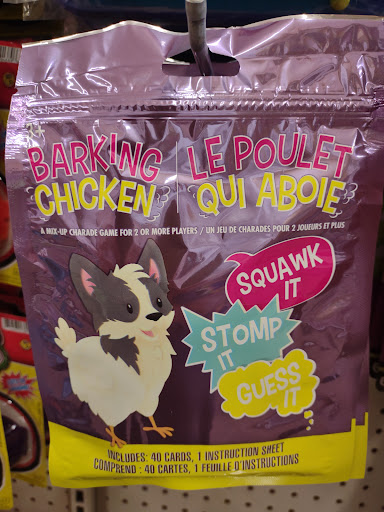 BARKING CHICKEN
LE POULET QUI ABOIE
A MIX-UP CHARADE GAME FOR 2 OR MORE PLAYERS / UN JEU DE CHARADES POUR 2 JOUEURS ET PLUS
SQUAWK
IT
STOMP
IT
GUESS
IT
INCLUDES: 40 CARDS, 1 INSTRUCTION SHEET
COMPREND : 40 CARTES, 1 FEUILLE D'INSTRUCTIONS